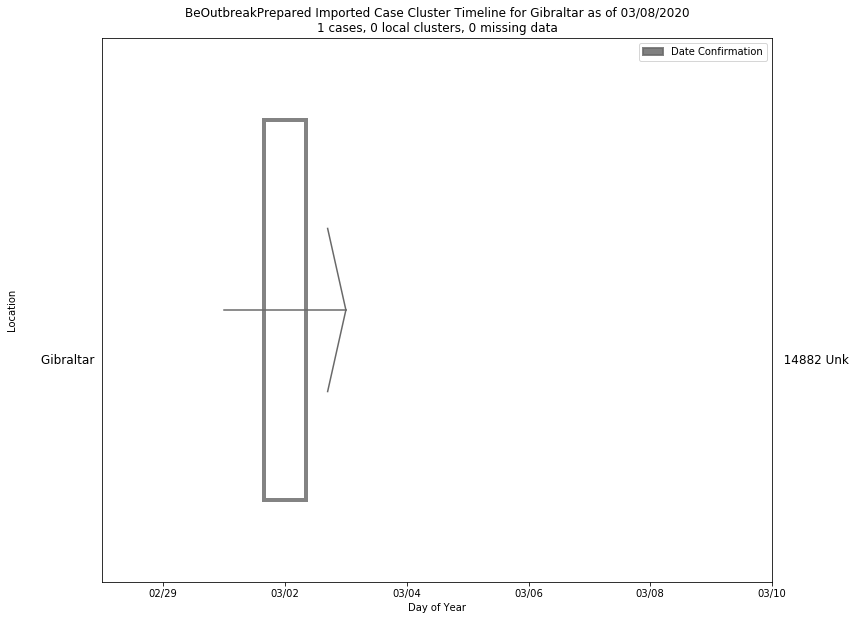 BeOutbreakPrepared Imported Case Cluster Timeline for Gibraltar as of 03/08/2020
1 cases, 0 local clusters, 0 missing data
Date Confirmation
Location
Gibraltar
14882 Unk
02/29 03/02 03/04 03/06 03/08 03/10
Day of Year